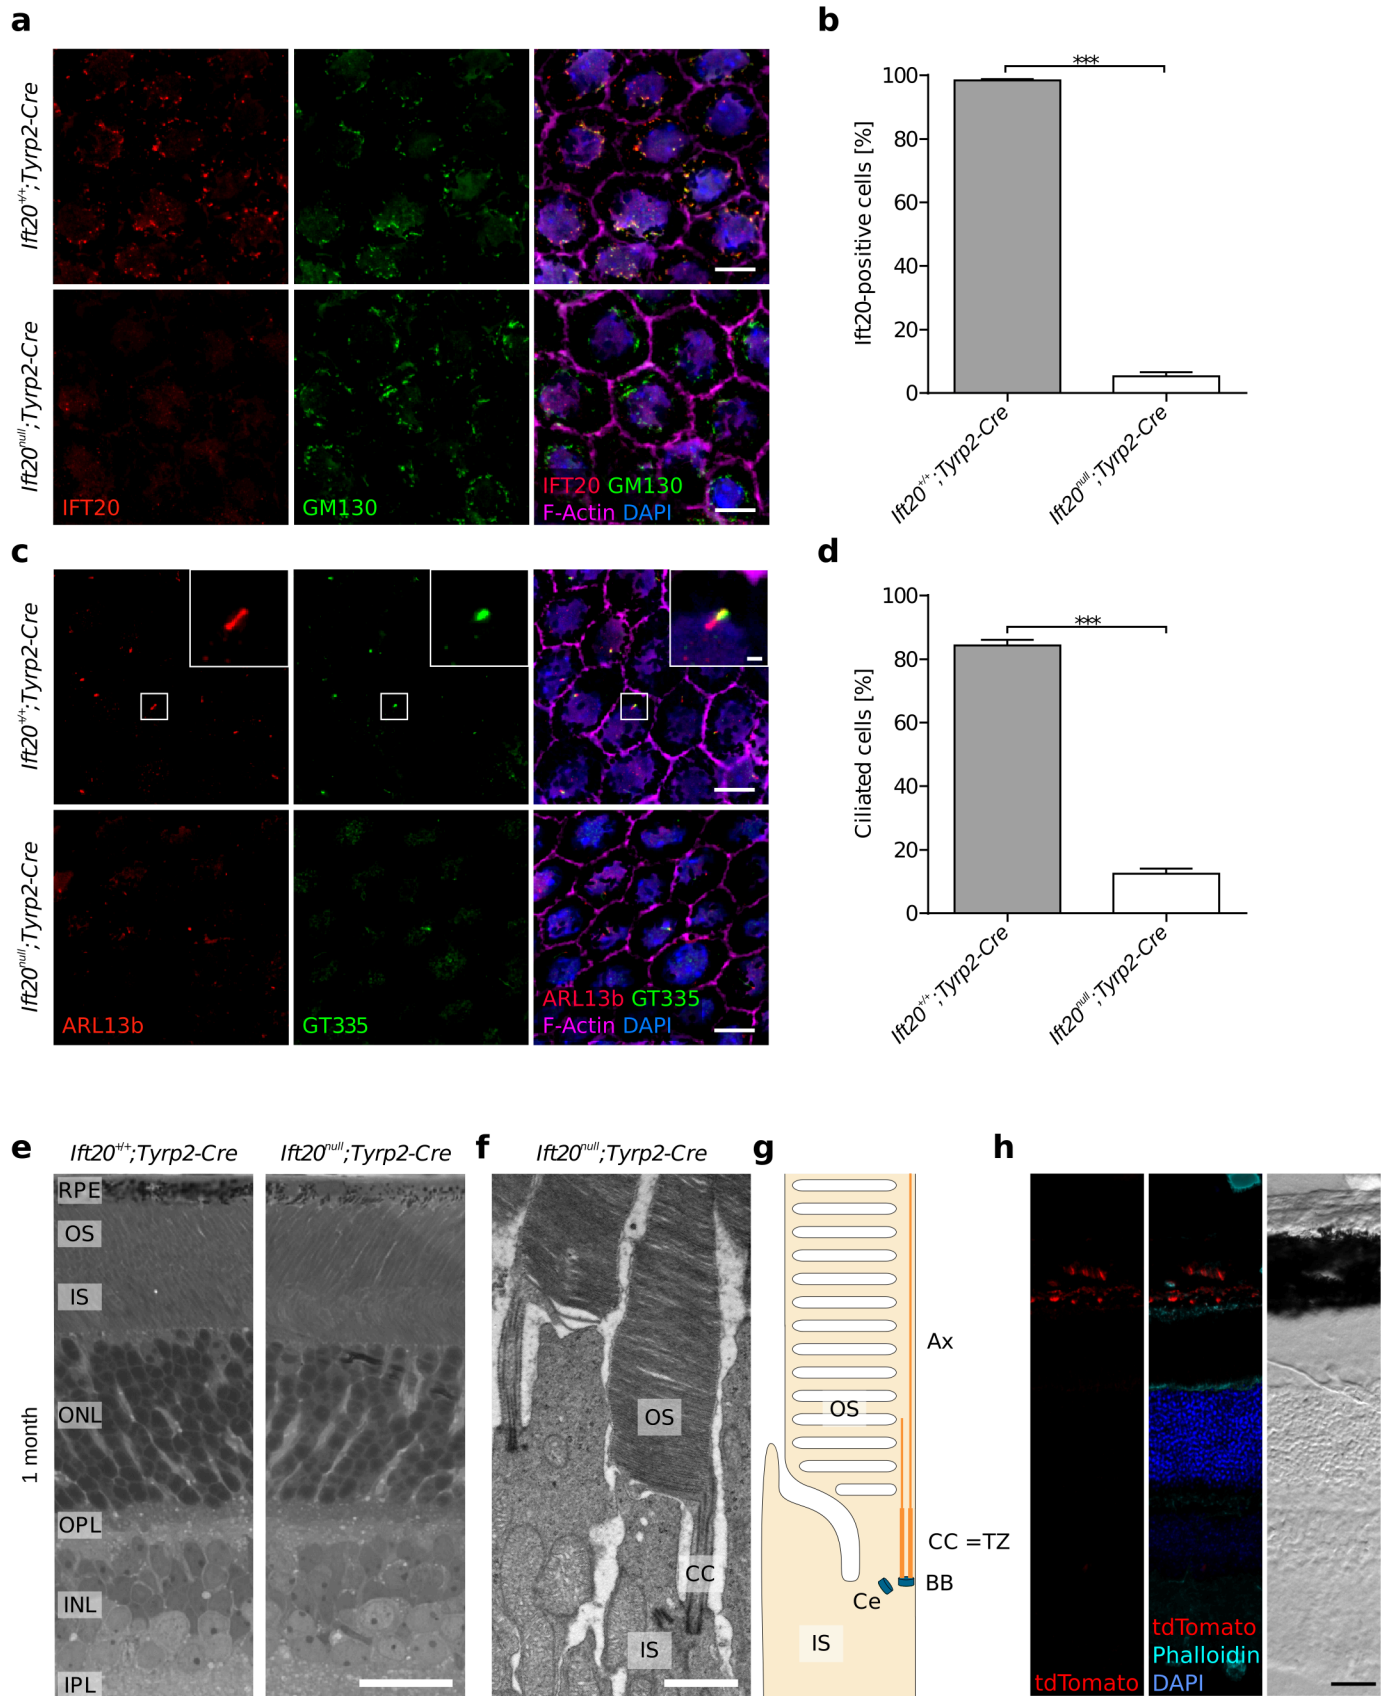 a
Ift20+/+;Tyrp2-Cre
Ift20null;Tyrp2-Cre
IFT20
GM130
IFT20 GM130
F-Actin DAPI
b
Ift20-positive cells [%]
100
80
60
40
20
0
***
Ift20+/+;Tyrp2-Cre
Ift20null;Tyrp2-Cre
c
Ift20+/+;Tyrp2-Cre
Ift20null;Tyrp2-Cre
ARL13b
GT335
ARL13b GT335
F-Actin DAPI
d
Ciliated cells [%]
100
80
60
40
20
0
***
Ift20+/+;Tyrp2-Cre
Ift20null;Tyrp2-Cre
e
Ift20+/+;Tyrp2-Cre
Ift20null;Tyrp2-Cre
1 month
RPE
OS
IS
ONL
OPL
INL
IPL
f
Ift20null;Tyrp2-Cre
OS
CC
IS
g
Ax
OS
CC =TZ
BB
Ce
IS
h
tdTomato
tdTomato
Phalloidin
DAPI